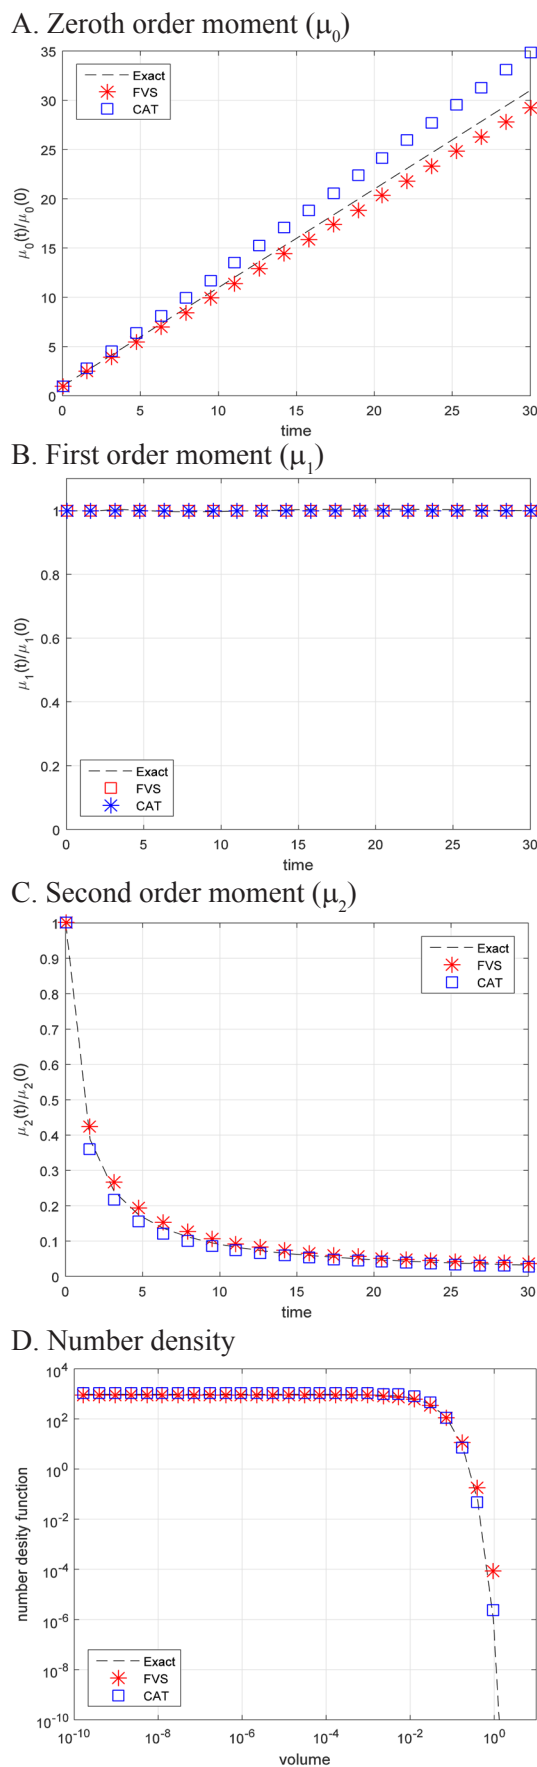 A. Zeroth order moment (μ0)
35
30
25
20
15
10
5
0
μ0(t)/μ0(0)
Exact
FVS
CAT
0 5 10 15 20 25 30
time
B. First order moment (μ1)
1
0.8
0.6
0.4
0.2
0
μ1(t)/μ1(0)
Exact
FVS
CAT
0 5 10 15 20 25 30
time
C. Second order moment (μ2)
1
0.9
0.8
0.7
0.6
0.5
0.4
0.3
0.2
0.1
0
μ2(t)/μ2(0)
Exact
FVS
CAT
0 5 10 15 20 25 30
time
D. Number density
10^4
10^2
10^0
10^-2
10^-4
10^-6
10^-8
10^-10
number desity function
Exact
FVS
CAT
10^-10 10^-8 10^-6 10^-4 10^-2 10^0
volume